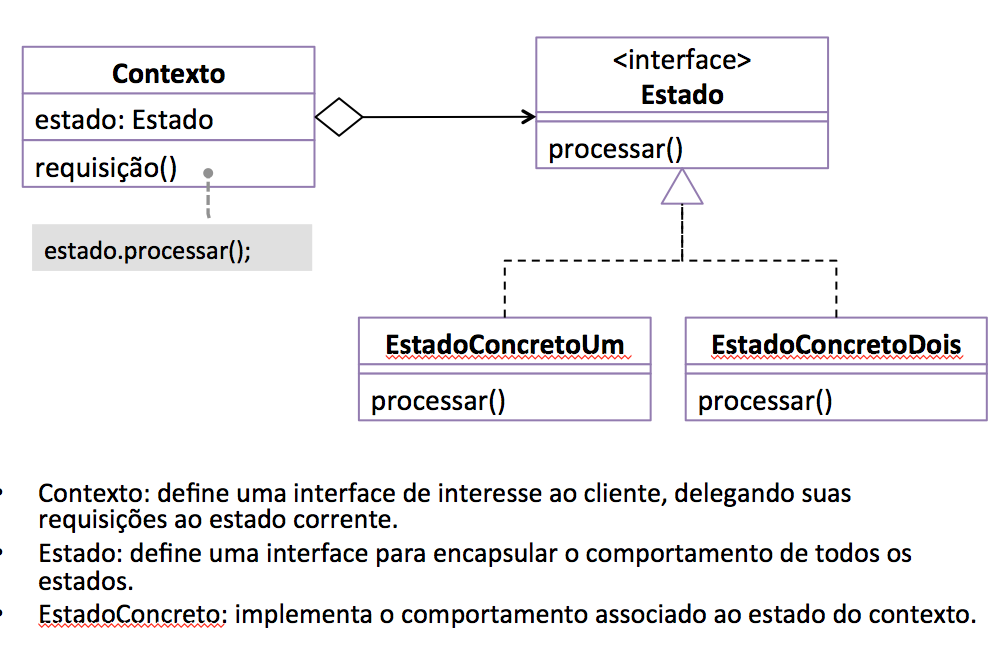 Contexto
estado: Estado
requisição()
estado.processar();
<interface>
Estado
processar()
EstadoConcretoUm
processar()
EstadoConcretoDois
processar()
• Contexto: define uma interface de interesse ao cliente, delegando suas
requisições ao estado corrente.
• Estado: define uma interface para encapsular o comportamento de todos os
estados.
• EstadoConcreto: implementa o comportamento associado ao estado do contexto.